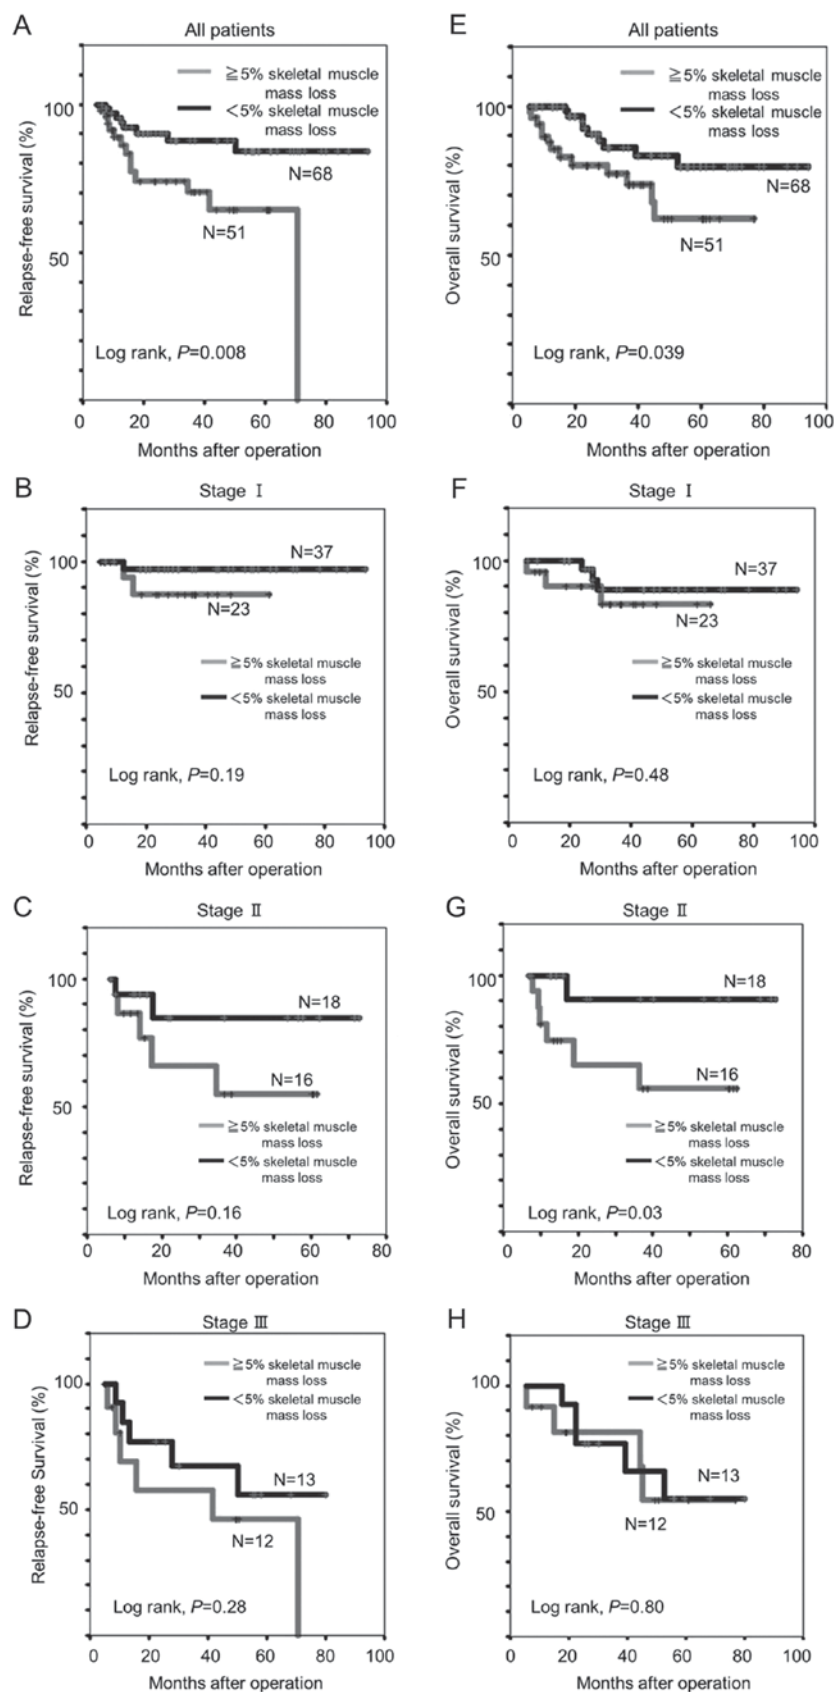 A
All patients
≧5% skeletal muscle
mass loss
<5% skeletal muscle
mass loss
100
50
N=68
N=51
Relapse-free survival (%)
Log rank, P=0.008
0 20 40 60 80 100
Months after operation
E
All patients
≧5% skeletal muscle
mass loss
<5% skeletal muscle
mass loss
100
50
N=68
N=51
Overall survival (%)
Log rank, P=0.039
0 20 40 60 80 100
Months after operation
B
Stage Ⅰ
100
50
N=37
N=23
Relapse-free survival (%)
≧5% skeletal muscle
mass loss
<5% skeletal muscle
mass loss
Log rank, P=0.19
0 20 40 60 80 100
Months after operation
F
Stage Ⅰ
100
50
N=37
N=23
Overall survival (%)
≧5% skeletal muscle
mass loss
<5% skeletal muscle
mass loss
Log rank, P=0.48
0 20 40 60 80 100
Months after operation
C
Stage Ⅱ
100
50
N=18
N=16
Relapse-free survival (%)
≧5% skeletal muscle
mass loss
<5% skeletal muscle
mass loss
Log rank, P=0.16
0 20 40 60 80
Months after operation
G
Stage Ⅱ
100
50
N=18
N=16
Overall survival (%)
≧5% skeletal muscle
mass loss
<5% skeletal muscle
mass loss
Log rank, P=0.03
0 20 40 60 80
Months after operation
D
Stage Ⅲ
≧5% skeletal muscle
mass loss
<5% skeletal muscle
mass loss
100
50
N=13
N=12
Relapse-free Survival (%)
Log rank, P=0.28
0 20 40 60 80 100
Months after operation
H
Stage Ⅲ
≧5% skeletal muscle
mass loss
<5% skeletal muscle
mass loss
100
50
N=13
N=12
Overall survival (%)
Log rank, P=0.80
0 20 40 60 80 100
Months after operation